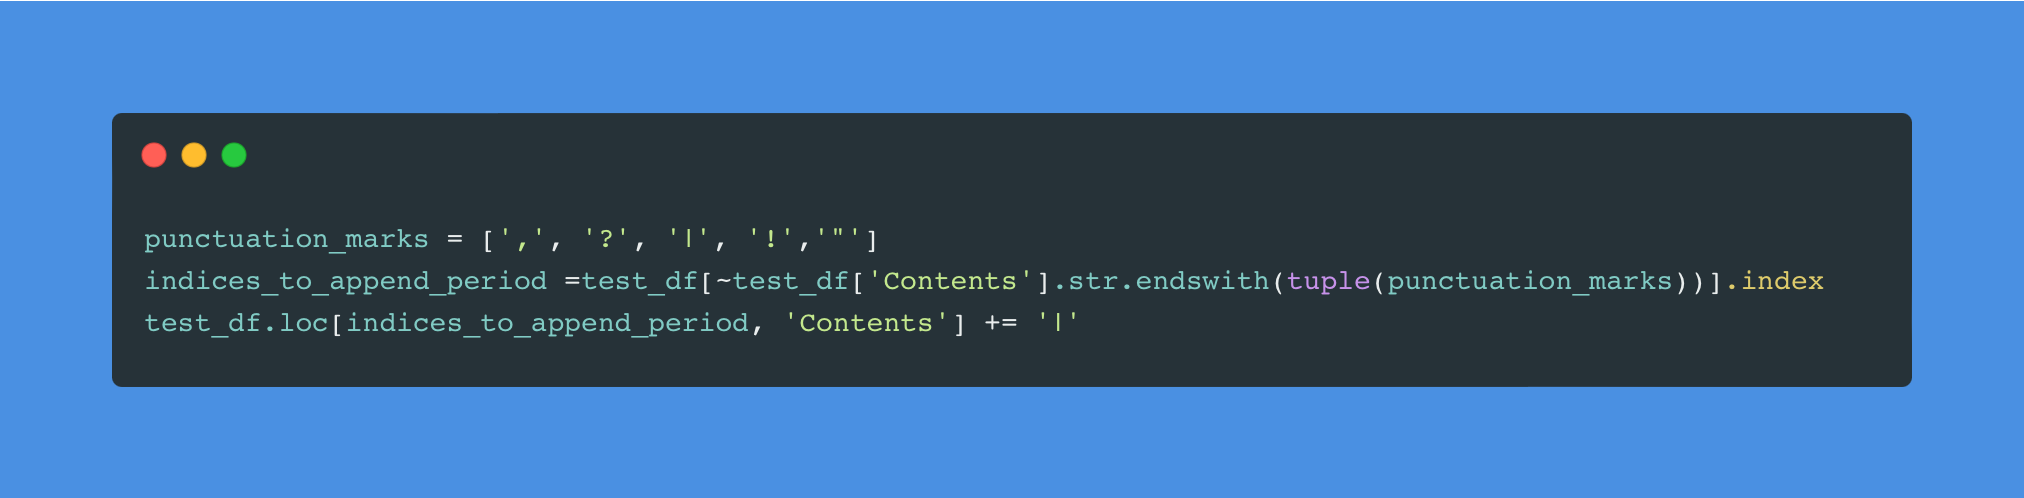 punctuation_marks = [',', '?', '।', '!','"']
indices_to_append_period =test_df[~test_df['Contents'].str.endswith(tuple(punctuation_marks))].index
test_df.loc[indices_to_append_period, 'Contents'] += '।'